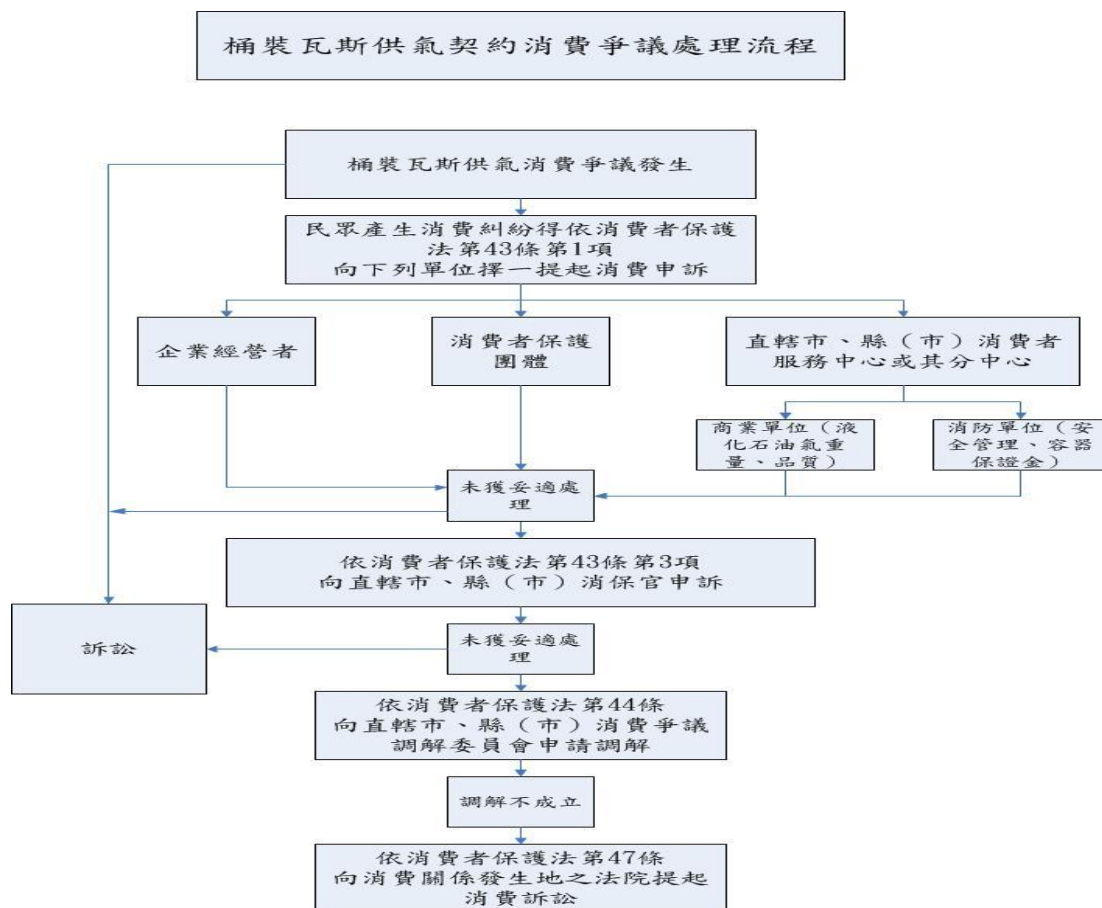 桶裝瓦斯供氣契約消費爭議處理流程
桶裝瓦斯供氣消費爭議發生
民眾產生消費糾紛得依消費者保護
法第43條第1項
向下列單位擇一提起消費申訴
企業經營者
消費者保護
團體
直轄市、縣（市）消費者
服務中心或其分中心
商業單位（液
化石油氣重
量、品質）
消防單位（安
全管理、容器
保證金）
未獲妥適處
理
依消費者保護法第43條第3項
向直轄市、縣（市）消保官申訴
訴訟
未獲妥適處
理
依消費者保護法第44條
向直轄市、縣（市）消費爭議
調解委員會申請調解
調解不成立
依消費者保護法第47條
向消費關係發生地之法院提起
消費訴訟